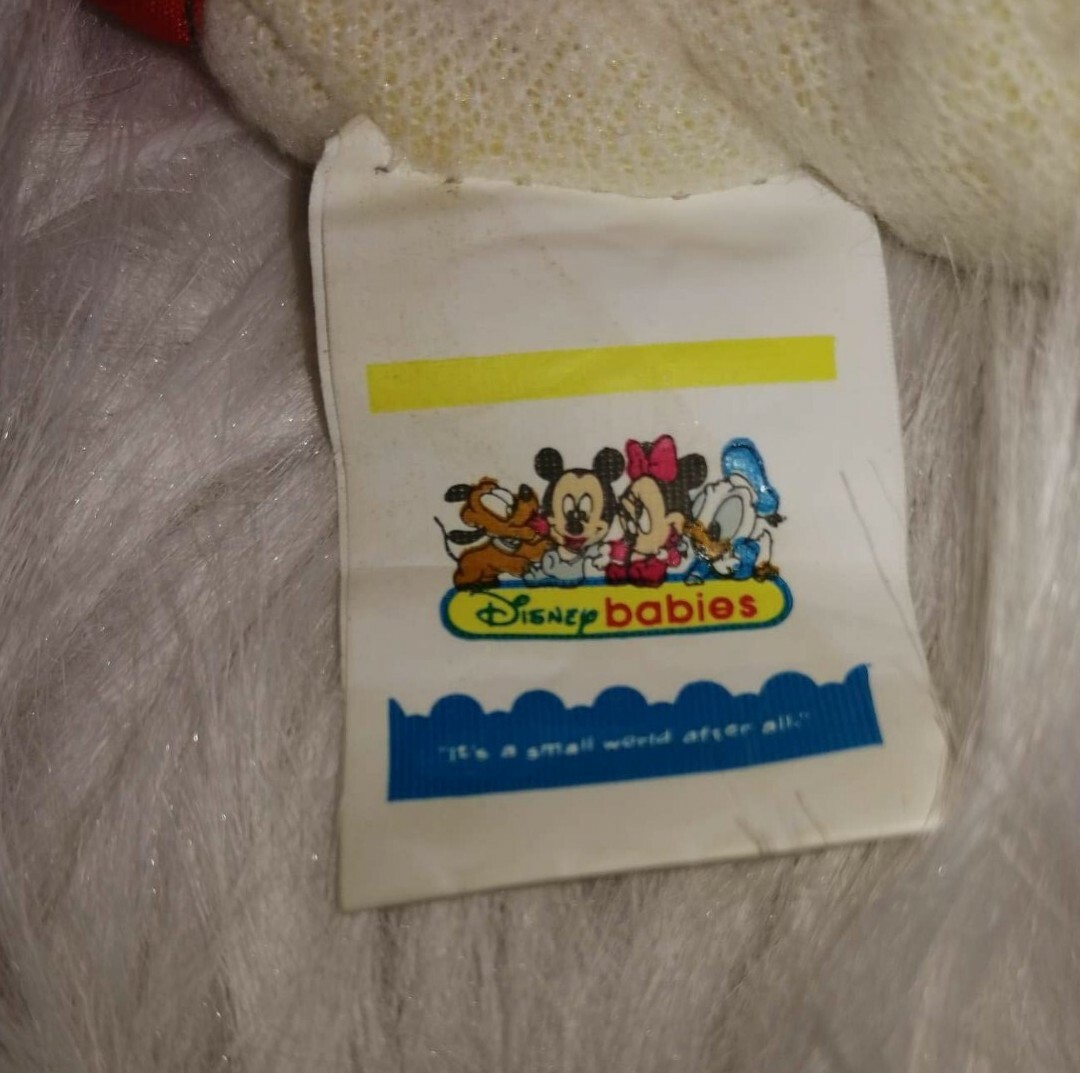 Disney babies
"It's a small world after all."